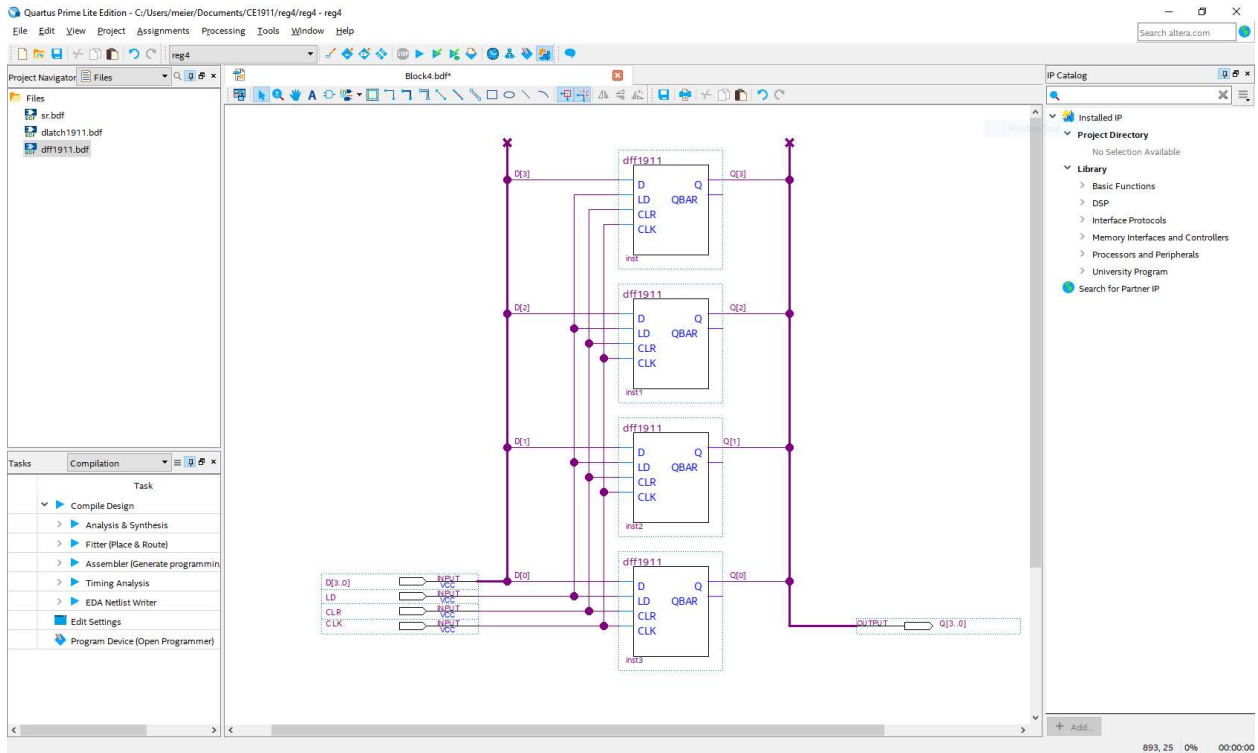 Quartus Prime Lite Edition - C:/Users/meier/Documents/CE1911/reg4/reg4 - reg4
File Edit View Project Assignments Processing Tools Window Help
Search altera.com
reg4
Project Navigator Files
Block4.bdf*
IP Catalog
Files
sr.bdf
dlatch1911.bdf
dff1911.bdf
Installed IP
Project Directory
No Selection Available
Library
Basic Functions
DSP
Interface Protocols
Memory Interfaces and Controllers
Processors and Peripherals
University Program
Search for Partner IP
dff1911
D[3]
Q[3]
D Q
LD QBAR
CLR
CLK
inst
dff1911
D[2]
Q[2]
D Q
LD QBAR
CLR
CLK
inst1
dff1911
D[1]
Q[1]
D Q
LD QBAR
CLR
CLK
inst2
dff1911
D[0]
Q[0]
D Q
LD QBAR
CLR
CLK
inst3
D[3..0] INPUT VCC
LD INPUT VCC
CLR INPUT VCC
CLK INPUT VCC
OUTPUT Q[3..0]
Tasks Compilation
Task
Compile Design
Analysis & Synthesis
Fitter (Place & Route)
Assembler (Generate programmin
Timing Analysis
EDA Netlist Writer
Edit Settings
Program Device (Open Programmer)
+ Add...
893, 25 0% 00:00:00